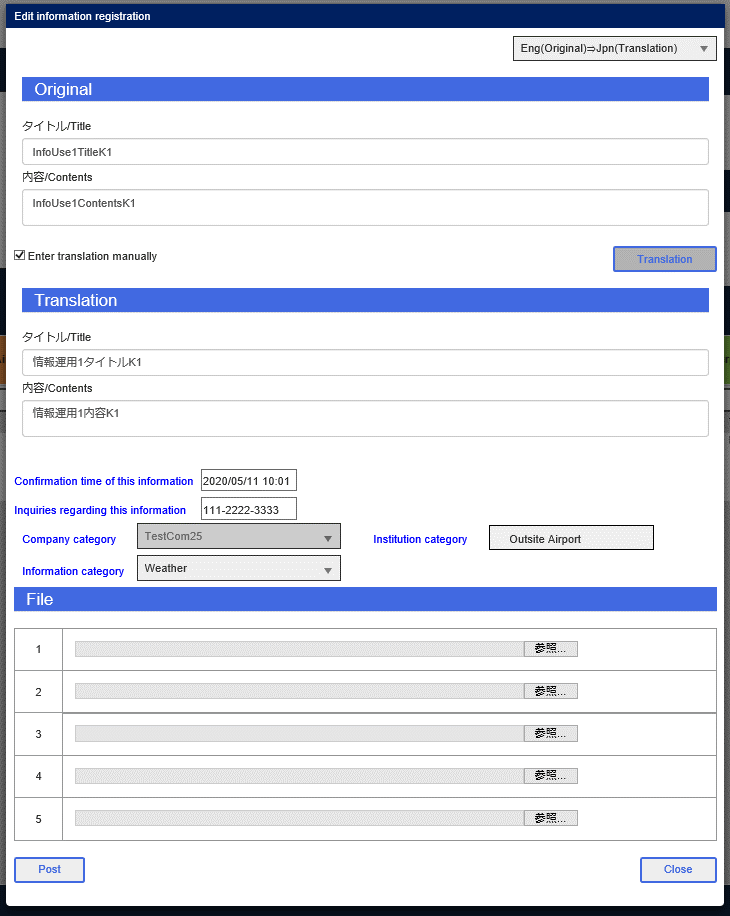 Edit information registration
Eng(Original)⇒Jpn(Translation)
Original
タイトル/Title
InfoUse1TitleK1
内容/Contents
InfoUse1ContentsK1
Enter translation manually
Translation
Translation
タイトル/Title
情報運用1タイトルK1
内容/Contents
情報運用1内容K1
Confirmation time of this information 2020/05/11 10:01
Inquiries regarding this information 111-2222-3333
Company category TestCom25 Institution category Outsite Airport
Information category Weather
File
1 参照...
2 参照...
3 参照...
4 参照...
5 参照...
Post Close